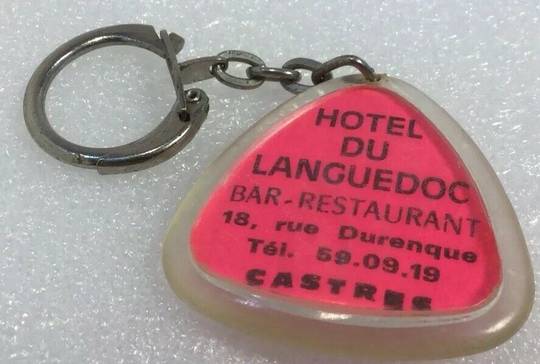 HOTEL
DU
LANGUEDOC
BAR-RESTAURANT
18, rue Durenque
Tél. 59.09.19
CASTRES